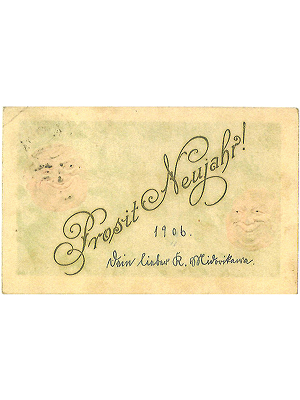 Prosit Neujahr!
1906.
Dein lieber K. Midorikawa.